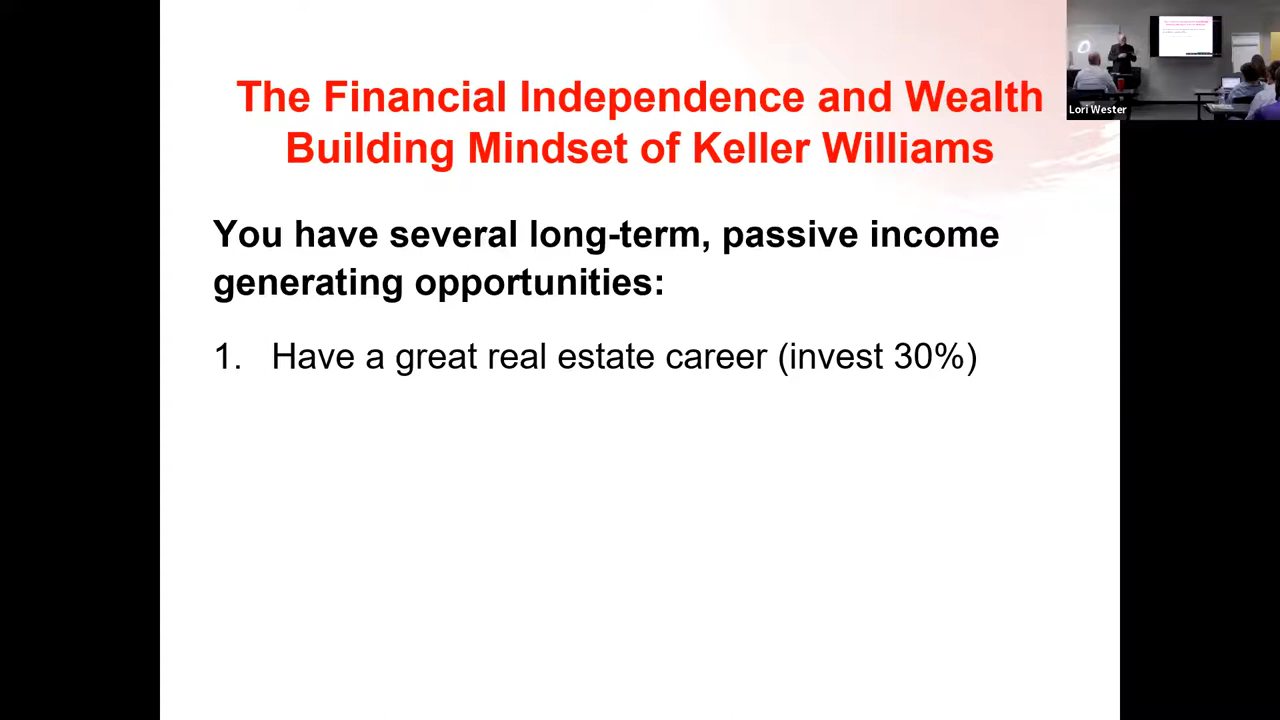 The Financial Independence and Wealth
Building Mindset of Keller Williams
Lori Wester
You have several long-term, passive income
generating opportunities:
1. Have a great real estate career (invest 30%)